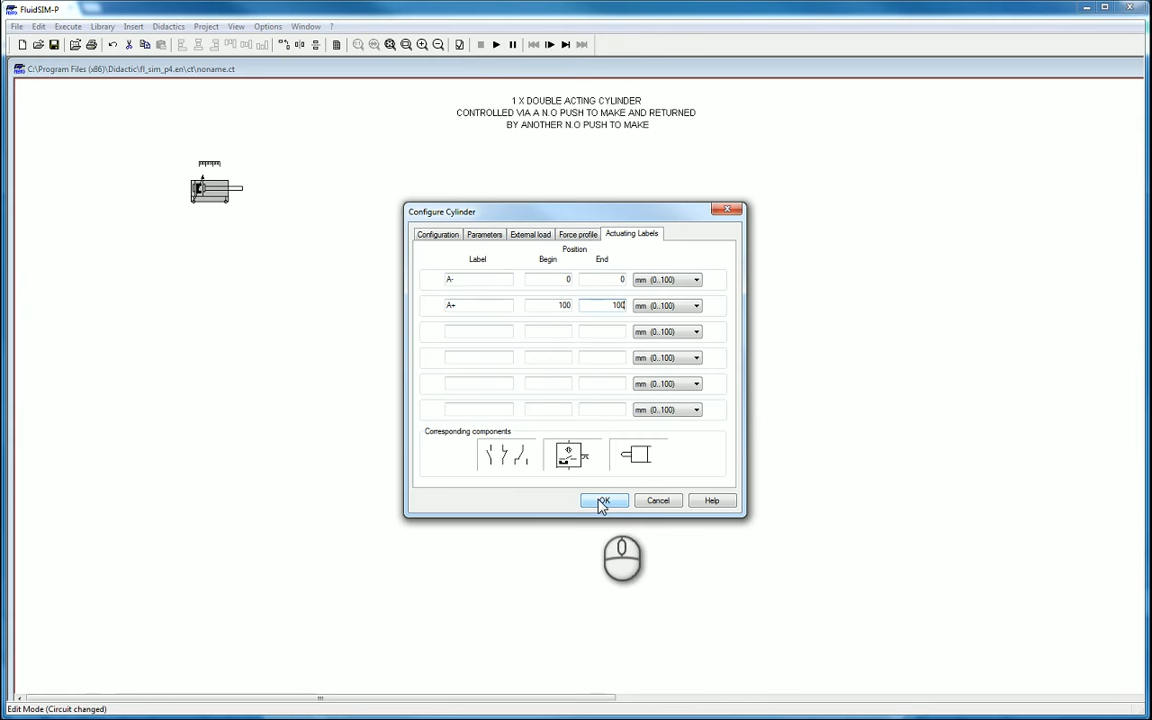 FluidSIM-P
File Edit Execute Library Insert Didactics Project View Options Window ?
C:\Program Files (x86)\Didactic\fl_sim_p4.en\ct\noname.ct
1 X DOUBLE ACTING CYLINDER
CONTROLLED VIA A N.O PUSH TO MAKE AND RETURNED
BY ANOTHER N.O PUSH TO MAKE
Configure Cylinder
Configuration Parameters External load Force profile Actuating Labels
Position
Label Begin End
A- 0 0 mm (0..100)
A+ 100 100 mm (0..100)
mm (0..100)
mm (0..100)
mm (0..100)
mm (0..100)
Corresponding components
OK Cancel Help
Edit Mode (Circuit changed)